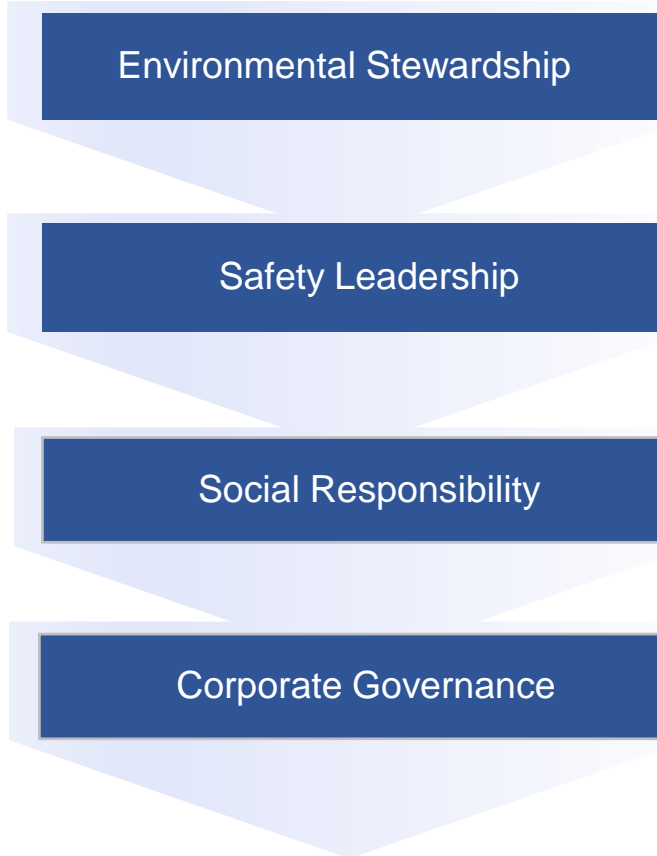 Environmental Stewardship
Safety Leadership
Social Responsibility
Corporate Governance